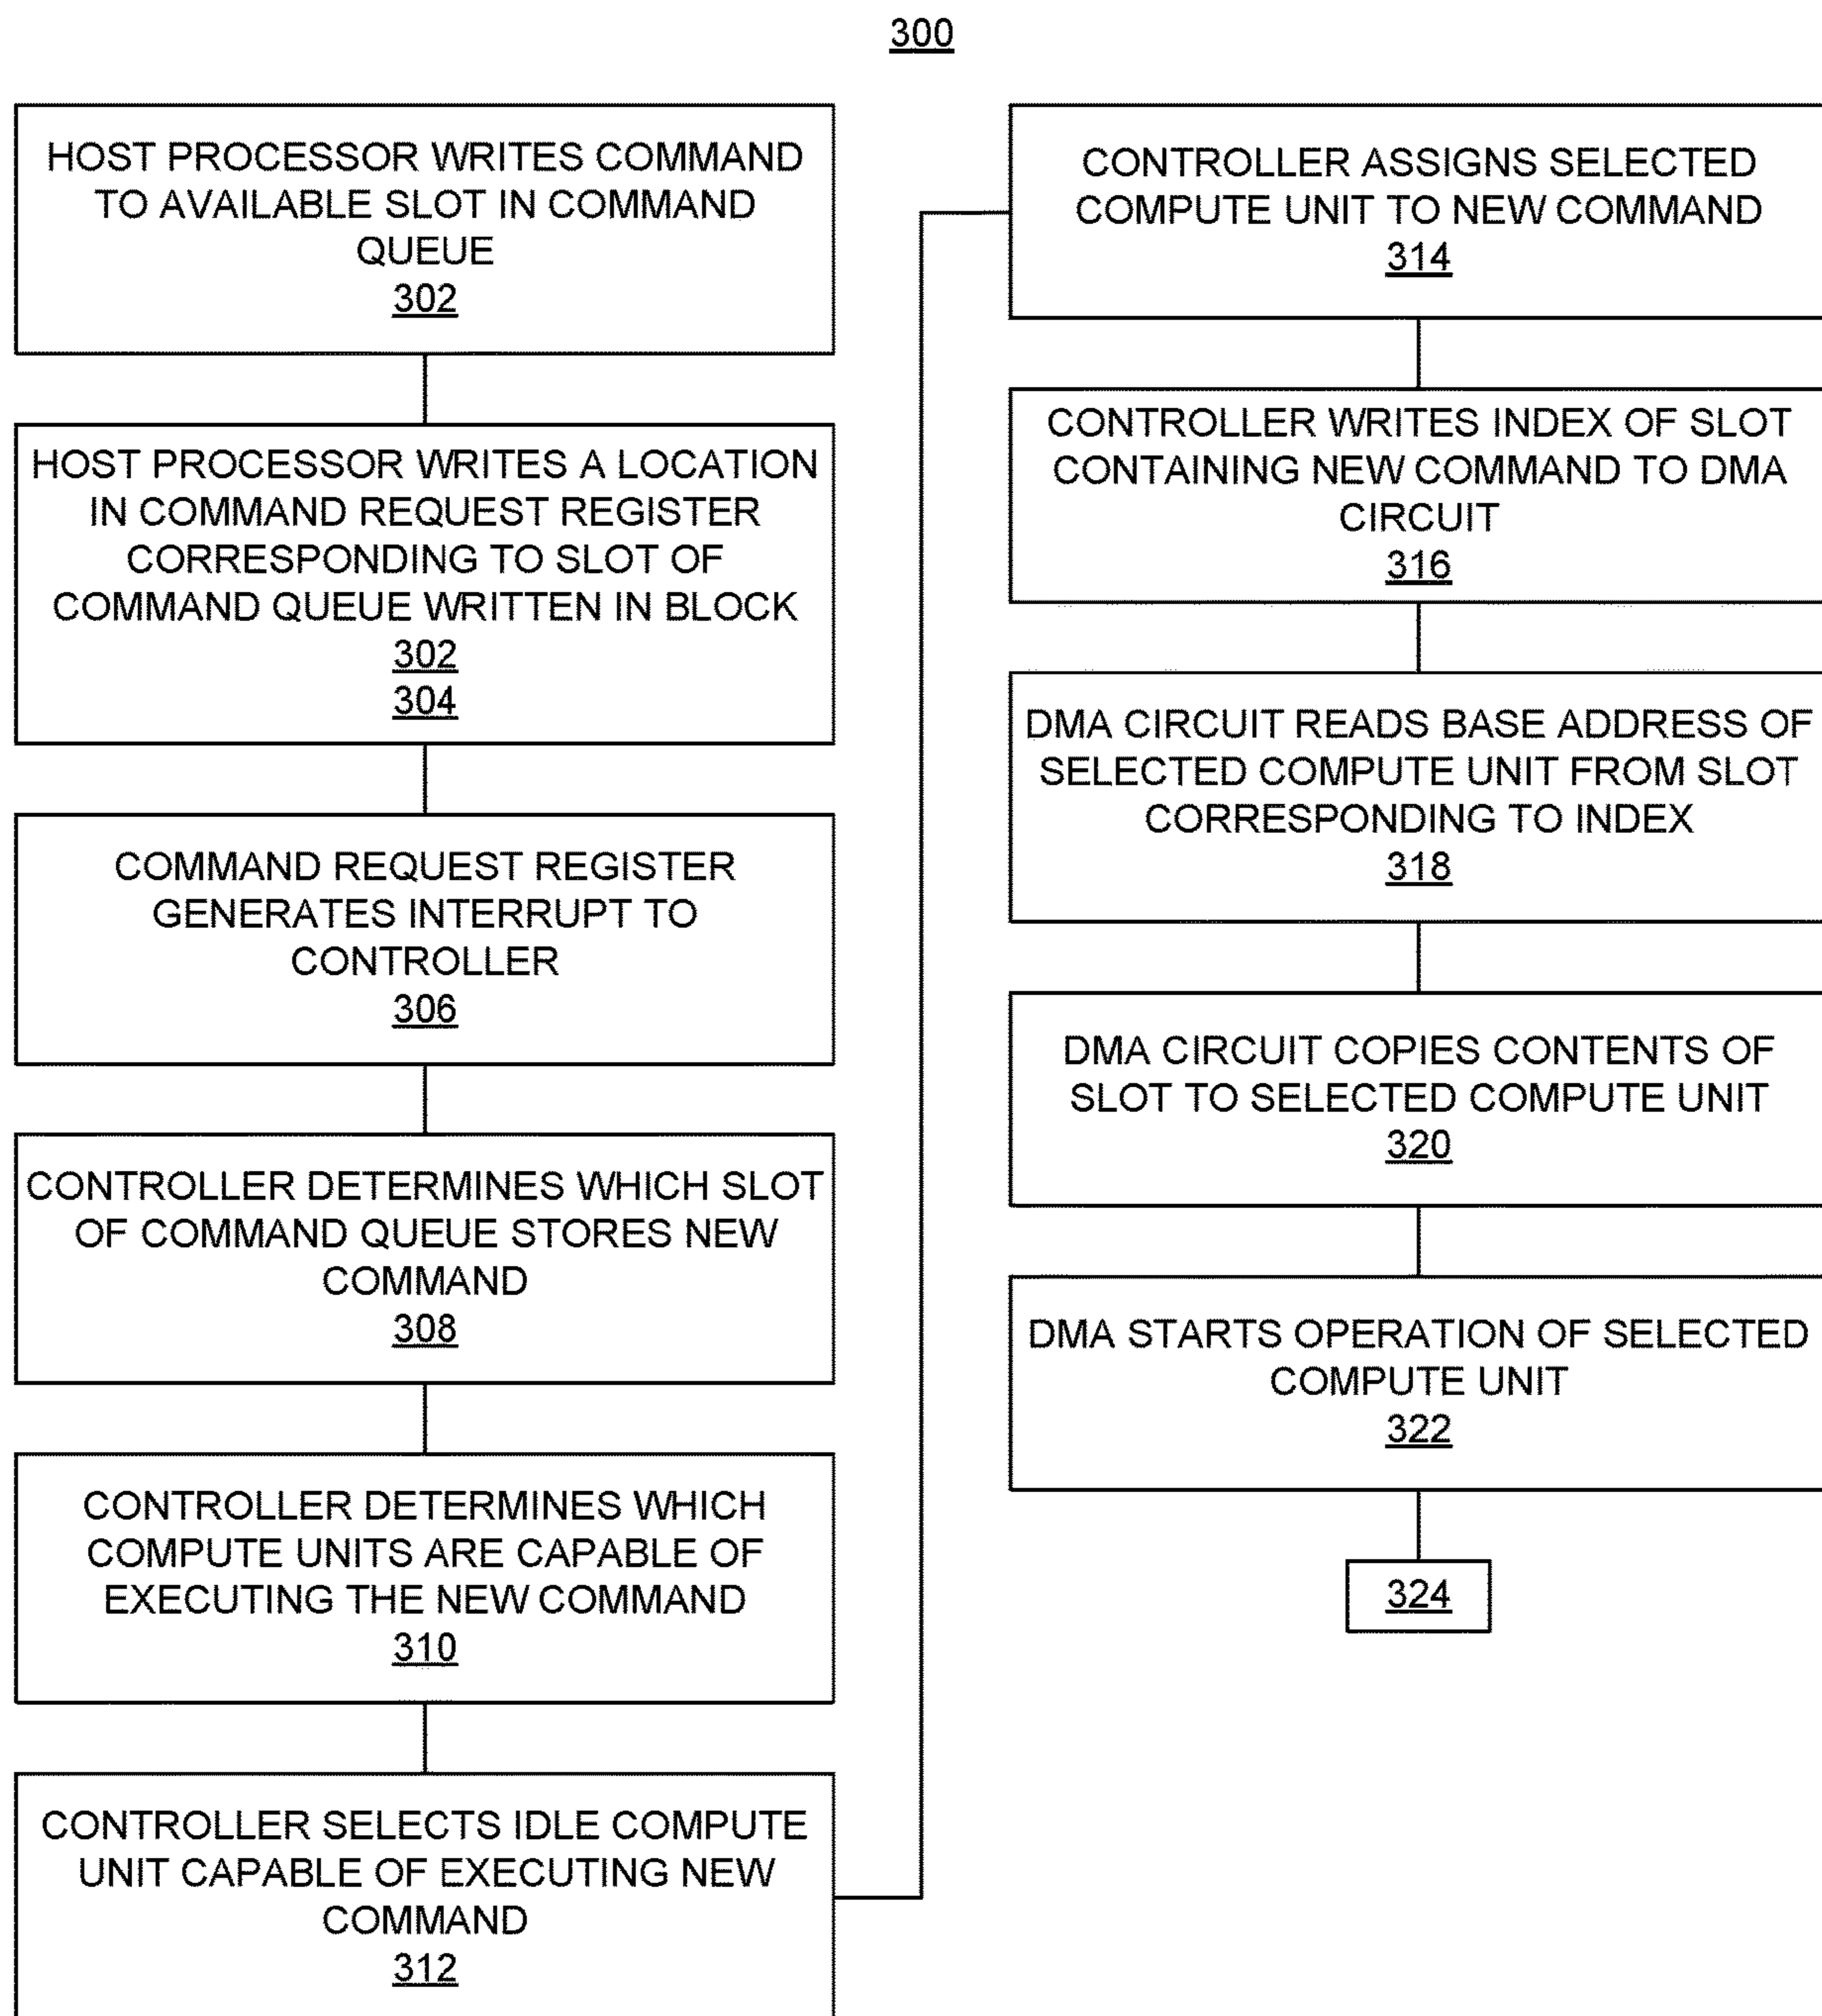 300
HOST PROCESSOR WRITES COMMAND
TO AVAILABLE SLOT IN COMMAND
QUEUE
302
HOST PROCESSOR WRITES A LOCATION
IN COMMAND REQUEST REGISTER
CORRESPONDING TO SLOT OF
COMMAND QUEUE WRITTEN IN BLOCK
302
304
COMMAND REQUEST REGISTER
GENERATES INTERRUPT TO
CONTROLLER
306
CONTROLLER DETERMINES WHICH SLOT
OF COMMAND QUEUE STORES NEW
COMMAND
308
CONTROLLER DETERMINES WHICH
COMPUTE UNITS ARE CAPABLE OF
EXECUTING THE NEW COMMAND
310
CONTROLLER SELECTS IDLE COMPUTE
UNIT CAPABLE OF EXECUTING NEW
COMMAND
312
CONTROLLER ASSIGNS SELECTED
COMPUTE UNIT TO NEW COMMAND
314
CONTROLLER WRITES INDEX OF SLOT
CONTAINING NEW COMMAND TO DMA
CIRCUIT
316
DMA CIRCUIT READS BASE ADDRESS OF
SELECTED COMPUTE UNIT FROM SLOT
CORRESPONDING TO INDEX
318
DMA CIRCUIT COPIES CONTENTS OF
SLOT TO SELECTED COMPUTE UNIT
320
DMA STARTS OPERATION OF SELECTED
COMPUTE UNIT
322
324